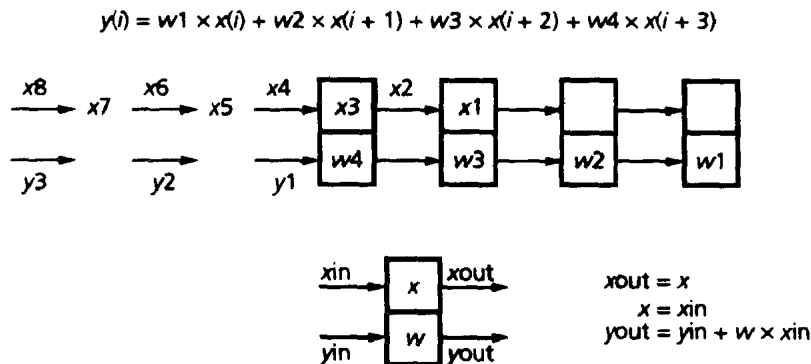 y(i) = w1 × x(i) + w2 × x(i + 1) + w3 × x(i + 2) + w4 × x(i + 3)
x8 x7 x6 x5 x4 x3 x2 x1
y3 y2 y1 w4 w3 w2 w1
xin x xout
yin w yout
xout = x
x = xin
yout = yin + w × xin